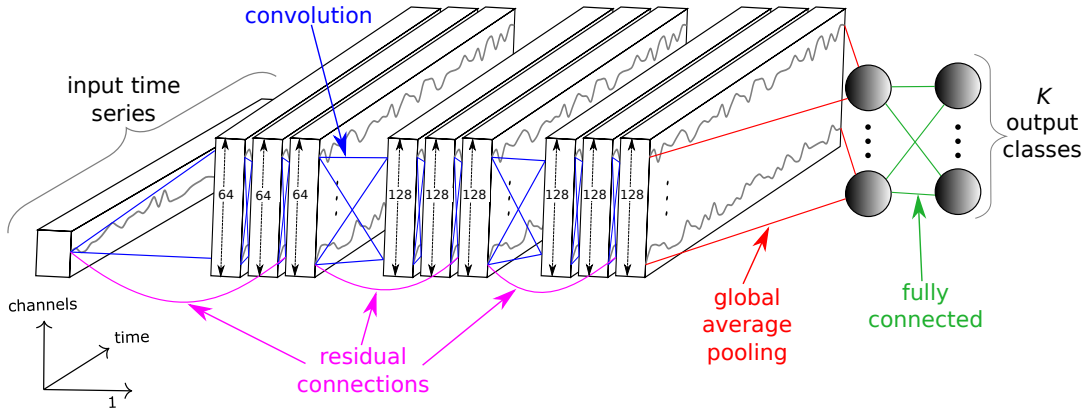 convolution
input time
series
64
64
64
128
128
128
128
128
128
K
output
classes
channels
time
1
residual
connections
global
average
pooling
fully
connected